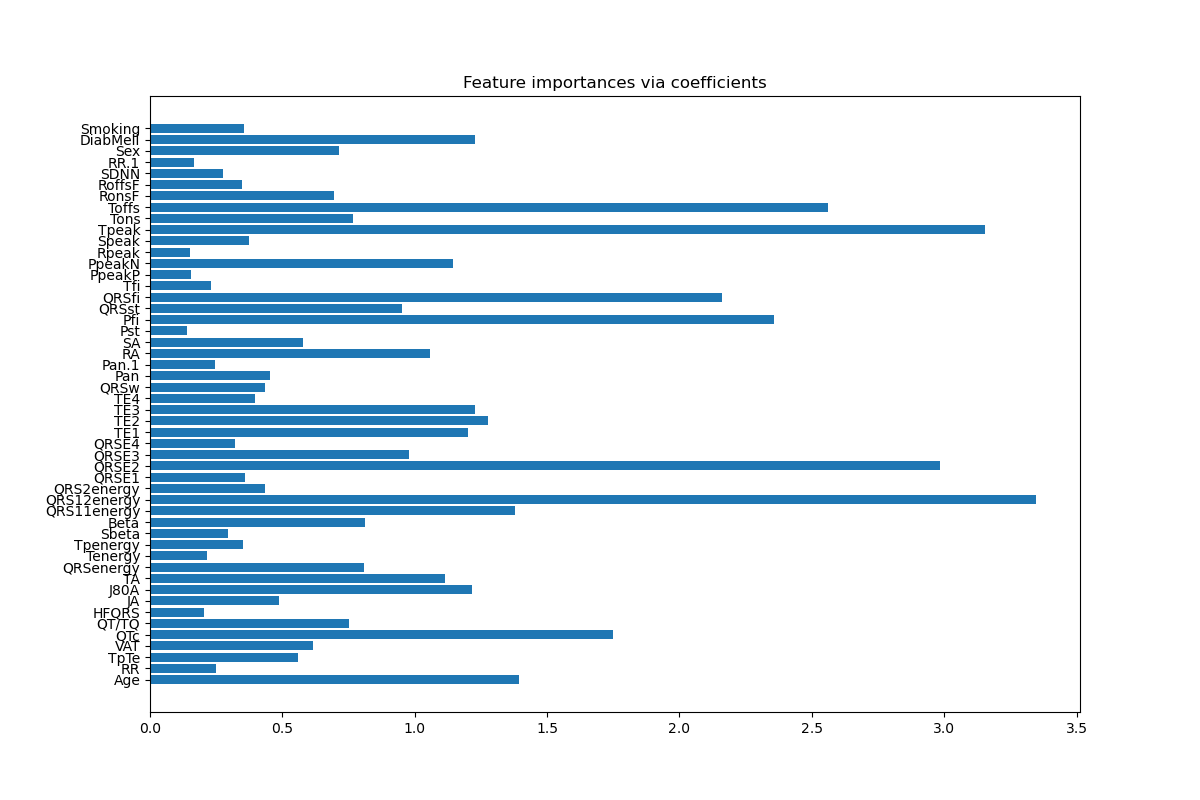 Feature importances via coefficients
Smoking
DiabMell
Sex
RR.1
SDNN
RoffsF
RonsF
Toffs
Tons
Tpeak
Speak
Rpeak
PpeakN
PpeakP
Tfi
QRSfi
QRSst
Pfi
Pst
SA
RA
Pan.1
Pan
QRSw
TE4
TE3
TE2
TE1
QRSE4
QRSE3
QRSE2
QRSE1
QRS2energy
QRS12energy
QRS11energy
Beta
Sbeta
Tpenergy
Tenergy
QRSenergy
TA
J80A
JA
HFQRS
QT/TQ
QTc
VAT
TpTe
RR
Age
0.0 0.5 1.0 1.5 2.0 2.5 3.0 3.5